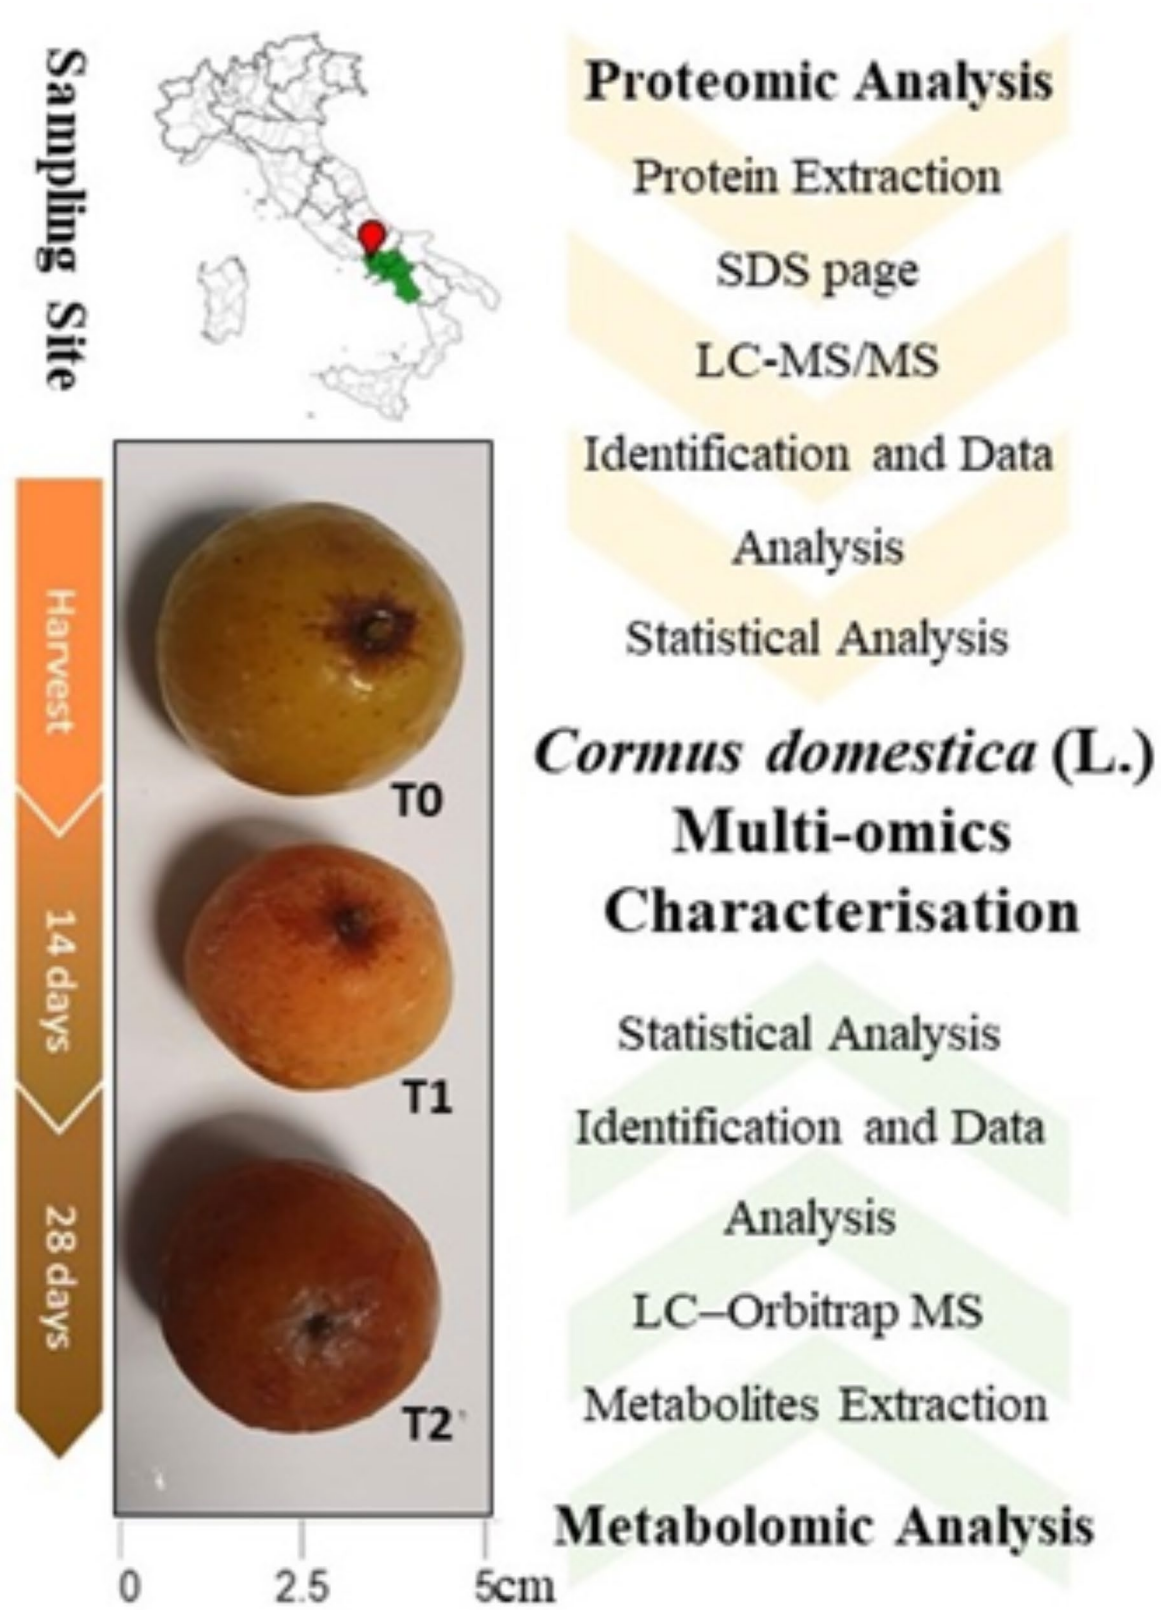 Sampling Site
Harvest
14 days
28 days
T0
T1
T2
0 2.5 5cm
Proteomic Analysis
Protein Extraction
SDS page
LC-MS/MS
Identification and Data
Analysis
Statistical Analysis
Cormus domestica (L.)
Multi-omics
Characterisation
Statistical Analysis
Identification and Data
Analysis
LC–Orbitrap MS
Metabolites Extraction
Metabolomic Analysis